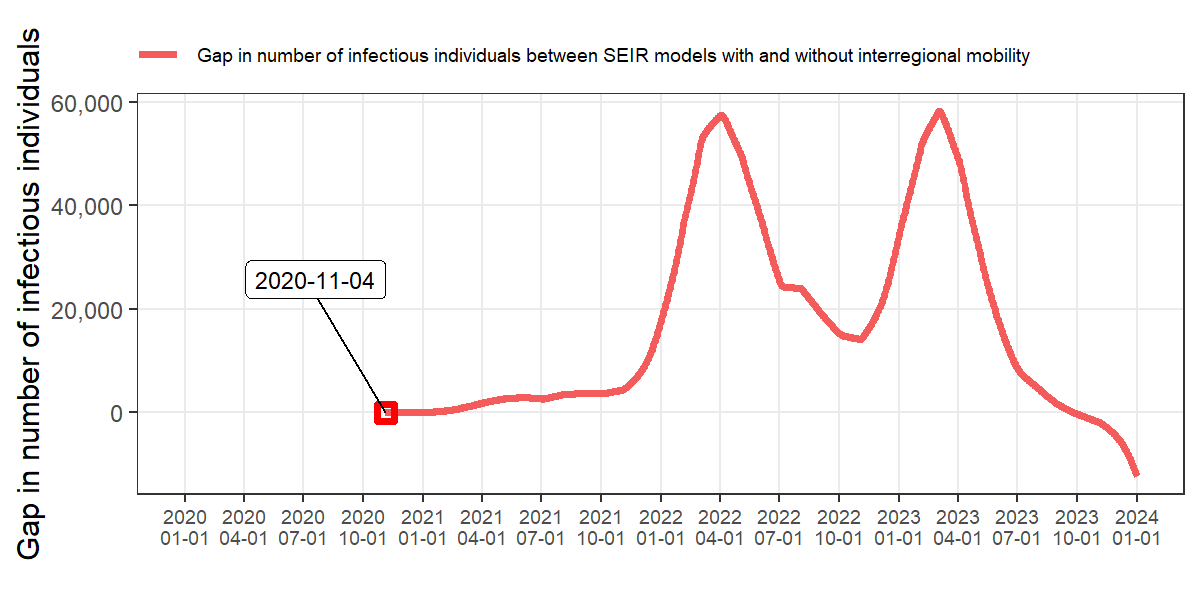 Gap in number of infectious individuals between SEIR models with and without interregional mobility
Gap in number of infectious individuals
60,000
40,000
20,000
0
2020-11-04
2020 2020 2020 2020 2021 2021 2021 2021 2022 2022 2022 2022 2023 2023 2023 2023 2024
01-01 04-01 07-01 10-01 01-01 04-01 07-01 10-01 01-01 04-01 07-01 10-01 01-01 04-01 07-01 10-01 01-01